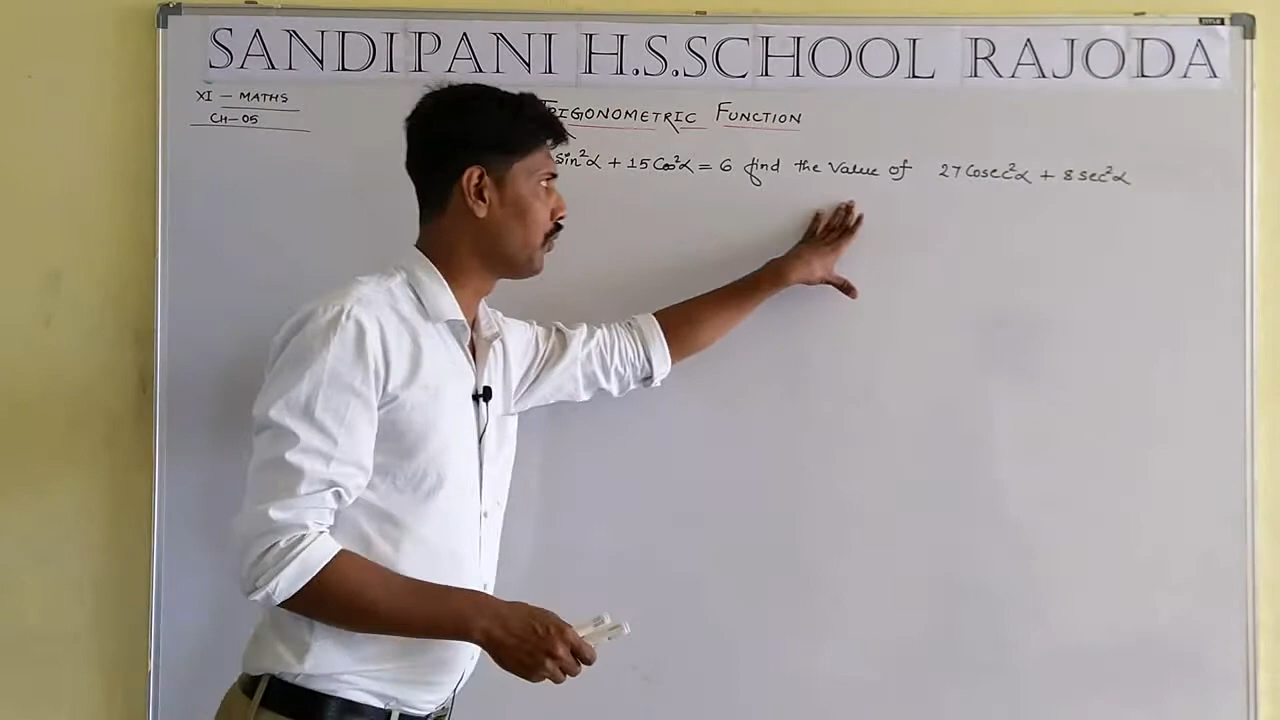 SANDIPANI H.S.SCHOOL RAJODA
XI - MATHS
CH-05
TRIGONOMETRIC FUNCTION
sin²α + 15 Cos²α = 6 find the value of 27 Cosec²α + 8 sec²α